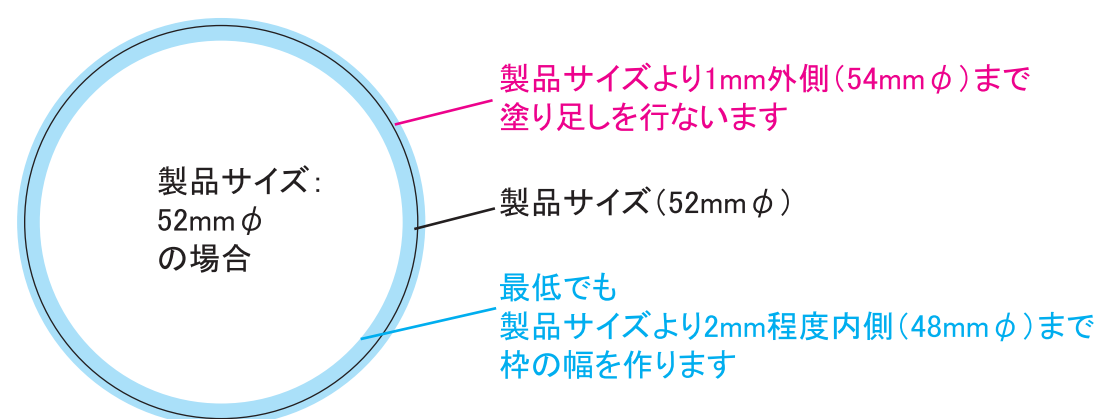 製品サイズより1mm外側（54mmφ）まで
塗り足しを行ないます
製品サイズ：
52mmφ
の場合
製品サイズ（52mmφ）
最低でも
製品サイズより2mm程度内側（48mmφ）まで
枠の幅を作ります